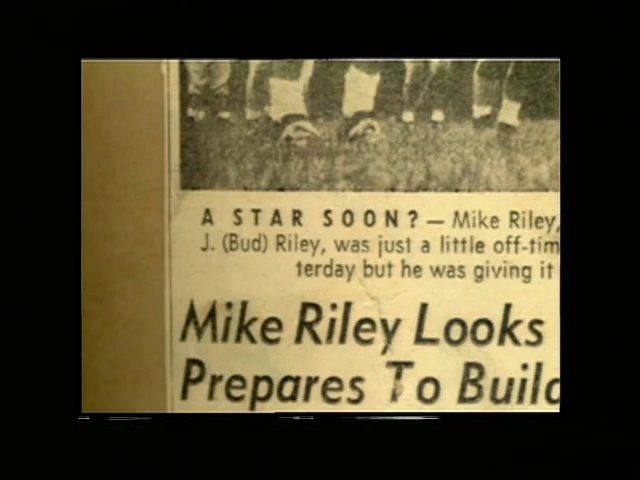 A STAR SOON? — Mike Riley,
J. (Bud) Riley, was just a little off-tim
terday but he was giving it
Mike Riley Looks
Prepares To Build